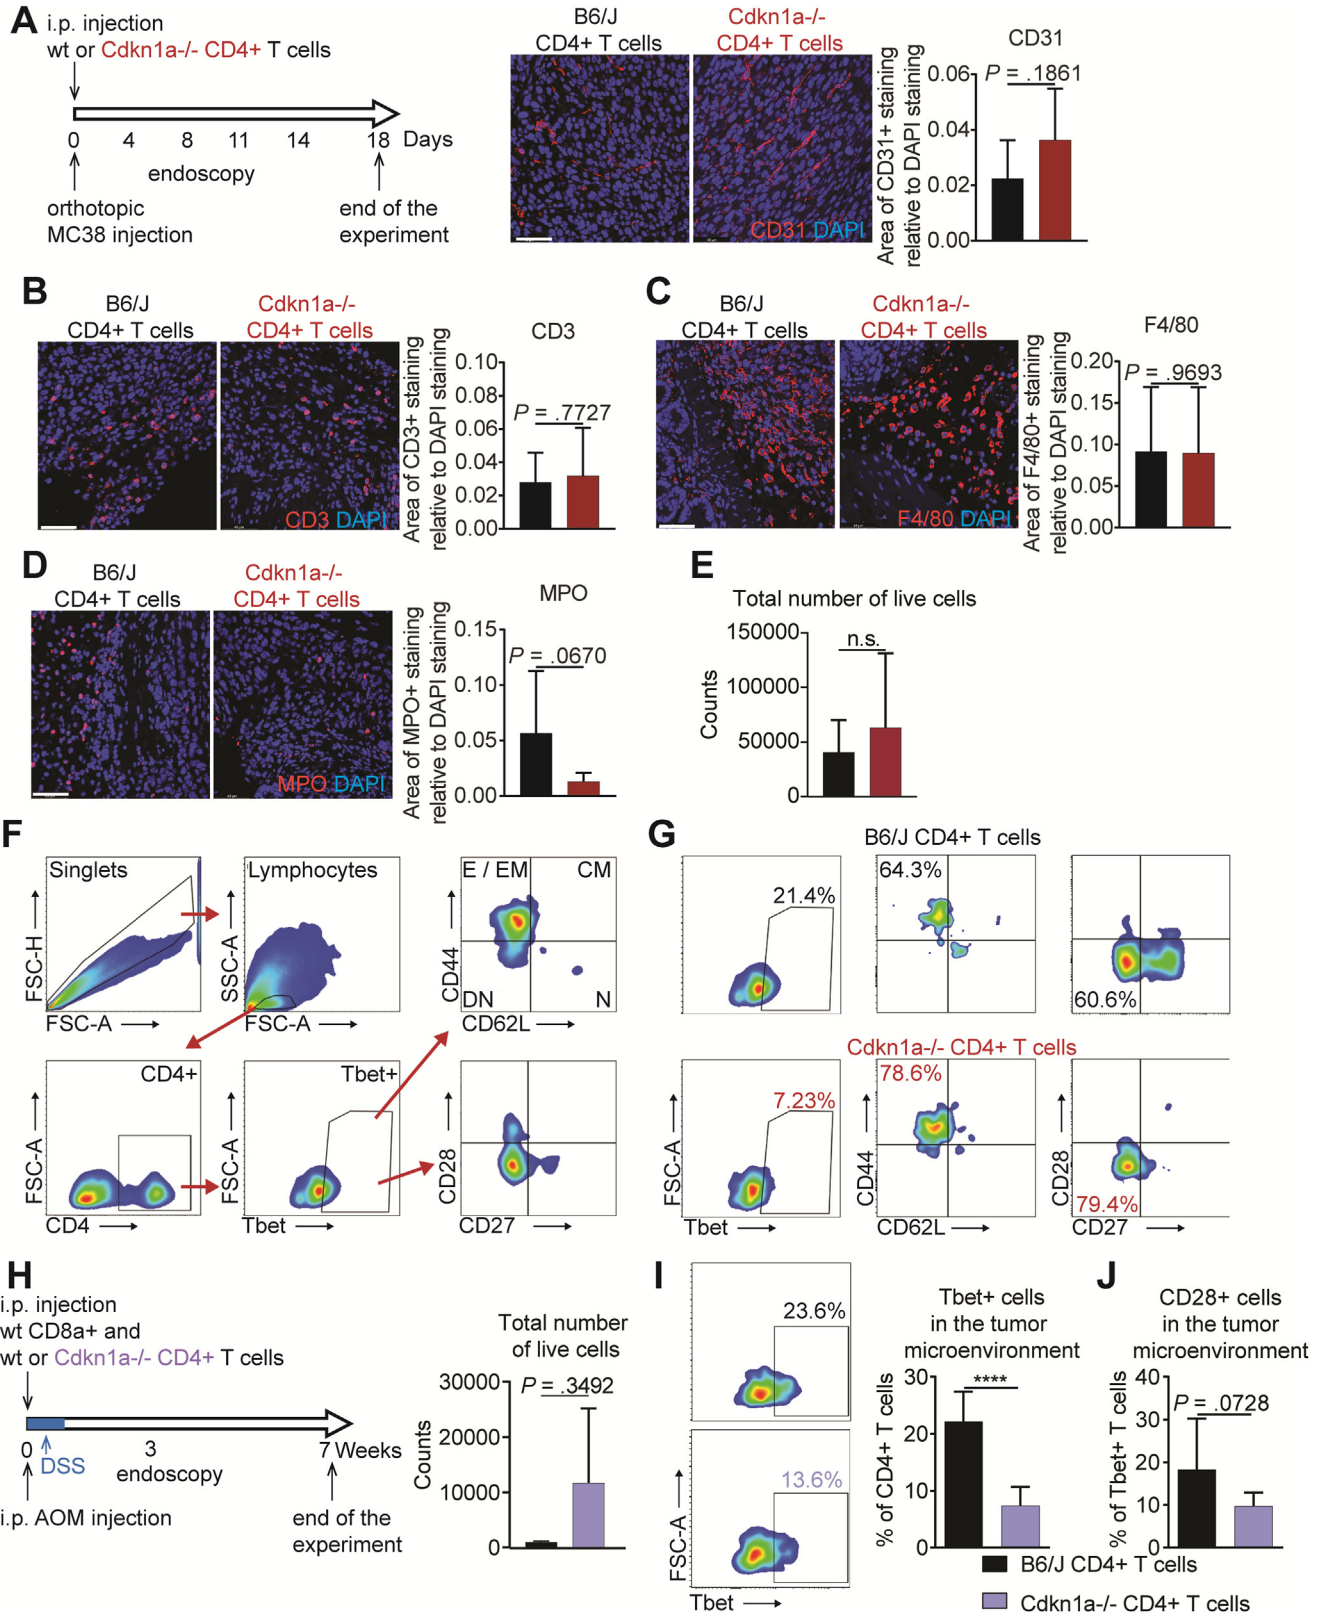 A
i.p. injection
wt or Cdkn1a-/- CD4+ T cells
0 4 8 11 14 18 Days
endoscopy
orthotopic
MC38 injection
end of the
experiment
B6/J
CD4+ T cells
Cdkn1a-/-
CD4+ T cells
CD31 DAPI
Area of CD31+ staining
relative to DAPI staining
CD31
P = .1861
0.06
0.04
0.02
0.00
B
B6/J
CD4+ T cells
Cdkn1a-/-
CD4+ T cells
CD3 DAPI
Area of CD3+ staining
relative to DAPI staining
CD3
P = .7727
0.10
0.08
0.06
0.04
0.02
0.00
C
B6/J
CD4+ T cells
Cdkn1a-/-
CD4+ T cells
F4/80 DAPI
Area of F4/80+ staining
relative to DAPI staining
F4/80
P = .9693
0.20
0.15
0.10
0.05
0.00
D
B6/J
CD4+ T cells
Cdkn1a-/-
CD4+ T cells
MPO DAPI
Area of MPO+ staining
relative to DAPI staining
MPO
P = .0670
0.15
0.10
0.05
0.00
E
Total number of live cells
n.s.
Counts
150000
100000
50000
0
F
Singlets
FSC-H
FSC-A
Lymphocytes
SSC-A
FSC-A
E / EM CM
CD44
DN N
CD62L
CD4+
FSC-A
CD4
Tbet+
FSC-A
Tbet
CD28
CD27
G
B6/J CD4+ T cells
21.4%
64.3%
60.6%
Cdkn1a-/- CD4+ T cells
7.23%
FSC-A
Tbet
78.6%
CD44
CD62L
CD28
79.4%
CD27
H
i.p. injection
wt CD8a+ and
wt or Cdkn1a-/- CD4+ T cells
0 3 7 Weeks
DSS
endoscopy
i.p. AOM injection
end of the
experiment
Total number
of live cells
P = .3492
Counts
30000
20000
10000
0
I
23.6%
13.6%
FSC-A
Tbet
Tbet+ cells
in the tumor
microenvironment
****
% of CD4+ T cells
30
20
10
0
J
CD28+ cells
in the tumor
microenvironment
P = .0728
% of Tbet+ T cells
40
30
20
10
0
B6/J CD4+ T cells
Cdkn1a-/- CD4+ T cells